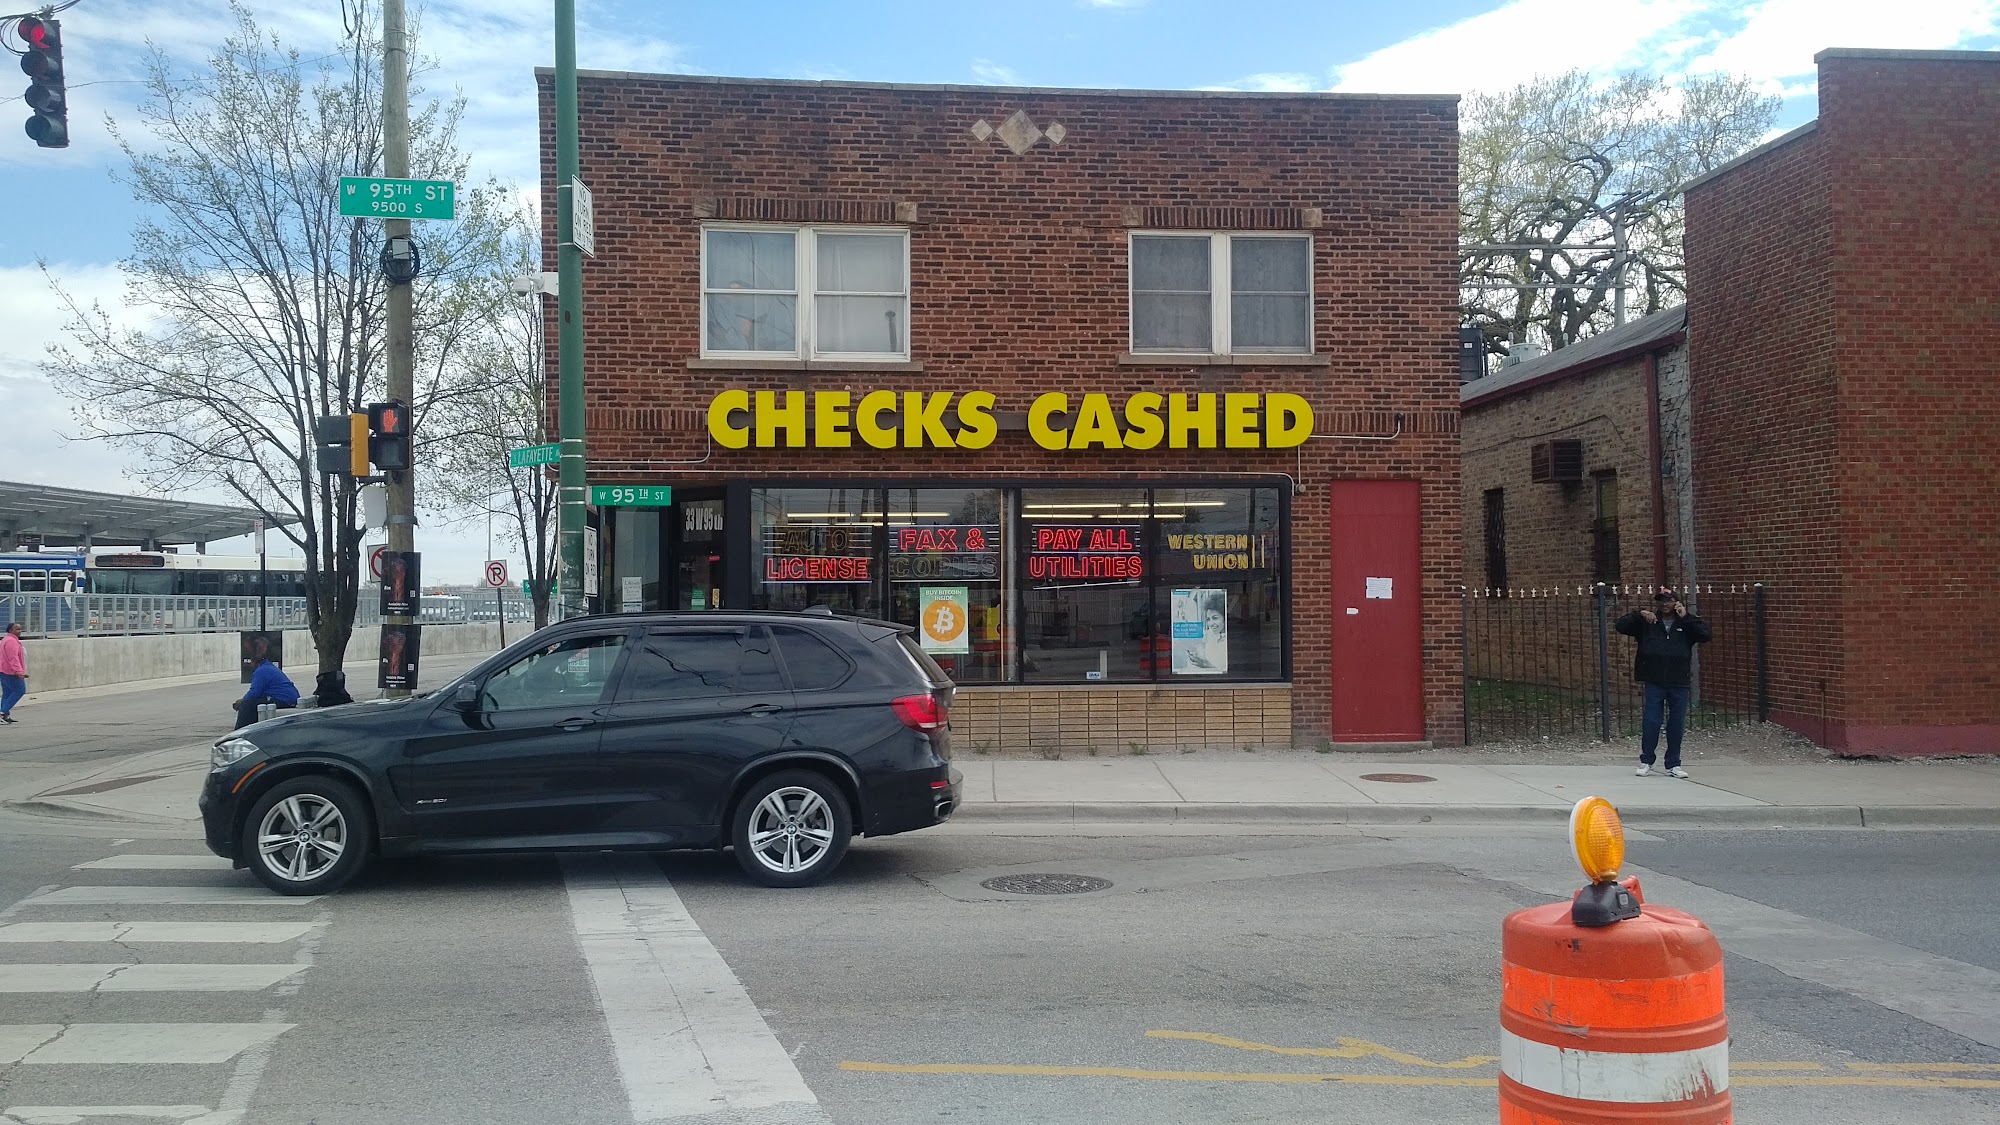 W 95TH ST
9500 S
CHECKS CASHED
LAFAYETTE
W 95TH ST
33 W 95th
AUTO
LICENSE
FAX &
COPIES
PAY ALL
UTILITIES
WESTERN
UNION
BUY BITCOIN
INSIDE